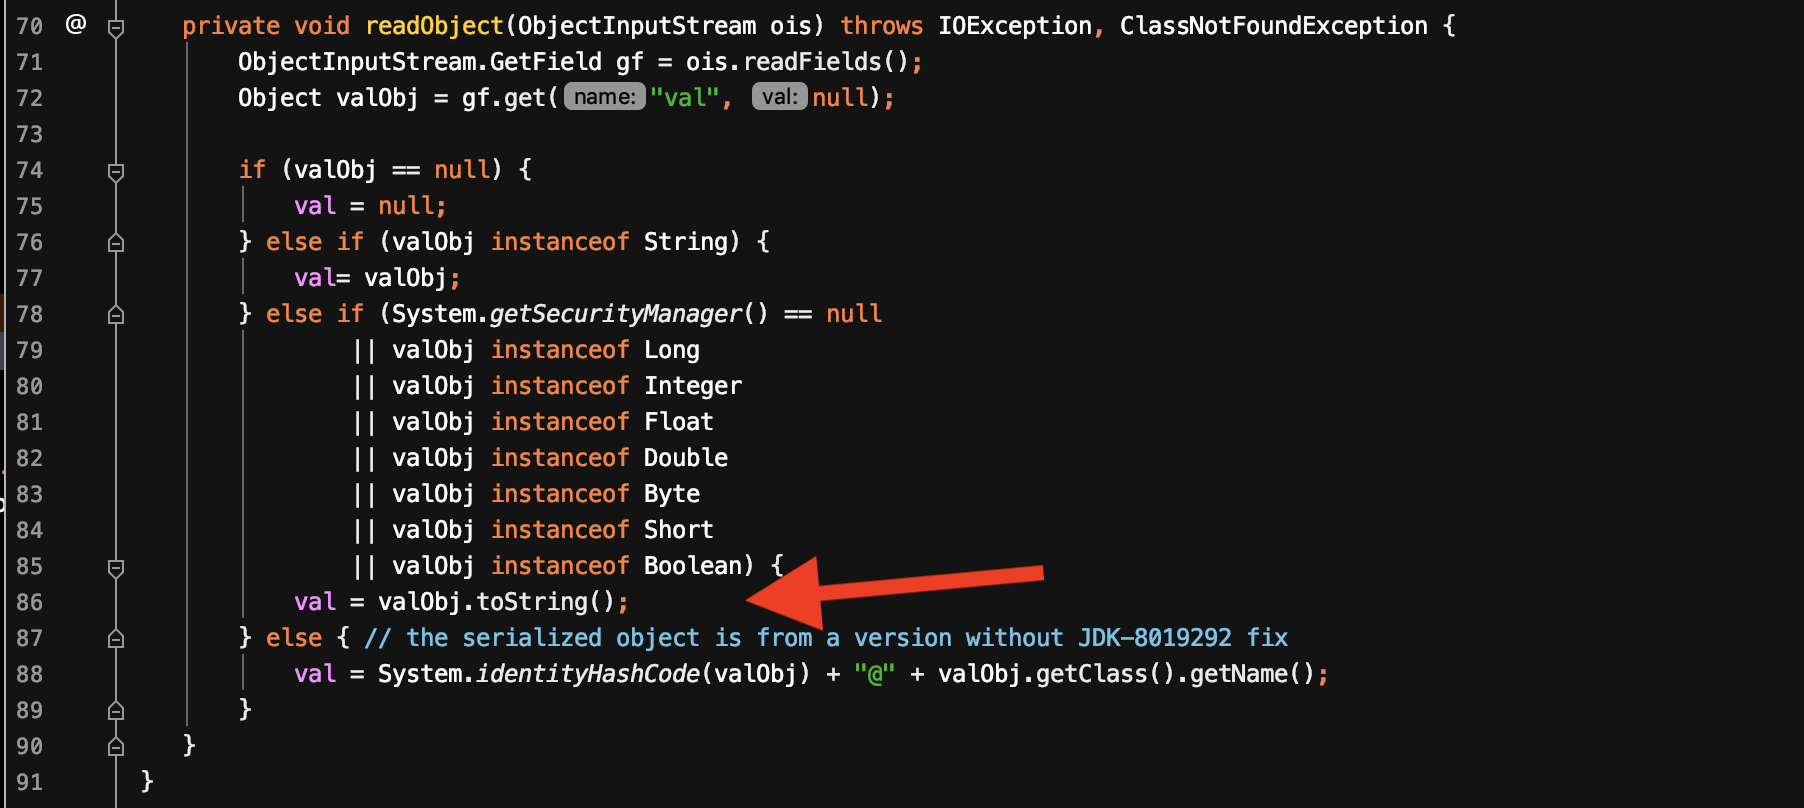 70 @ private void readObject(ObjectInputStream ois) throws IOException, ClassNotFoundException {
71 ObjectInputStream.GetField gf = ois.readFields();
72 Object valObj = gf.get( name: "val", val: null);
73
74 if (valObj == null) {
75 val = null;
76 } else if (valObj instanceof String) {
77 val= valObj;
78 } else if (System.getSecurityManager() == null
79 || valObj instanceof Long
80 || valObj instanceof Integer
81 || valObj instanceof Float
82 || valObj instanceof Double
83 || valObj instanceof Byte
84 || valObj instanceof Short
85 || valObj instanceof Boolean) {
86 val = valObj.toString();
87 } else { // the serialized object is from a version without JDK-8019292 fix
88 val = System.identityHashCode(valObj) + "@" + valObj.getClass().getName();
89 }
90 }
91 }